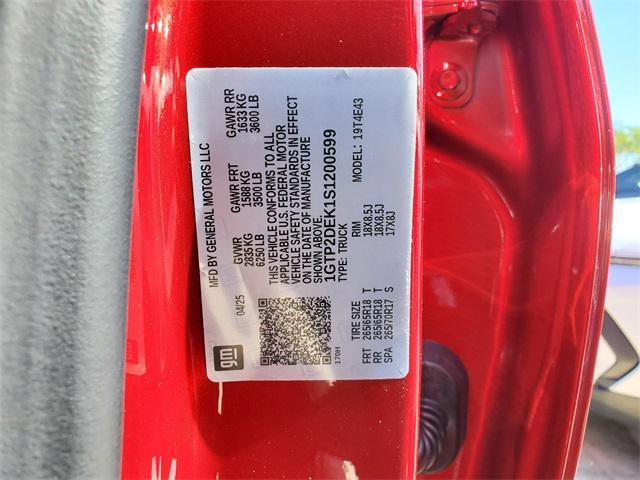 gm
MFD BY GENERAL MOTORS LLC
04/25
GVWR GAWR FRT GAWR RR
2835 KG 1588 KG 1633 KG
6250 LB 3500 LB 3600 LB
THIS VEHICLE CONFORMS TO ALL
APPLICABLE U.S. FEDERAL MOTOR
VEHICLE SAFETY STANDARDS IN EFFECT
ON THE DATE OF MANUFACTURE
SHOWN ABOVE.
1GTP2DEK1S1200599
TYPE: TRUCK MODEL: 19T4E43
170H
TIRE SIZE RIM
FRT 265/65R18 T 18X8.5J
RR 265/65R18 T 18X8.5J
SPA 265/70R17 S 17X8J